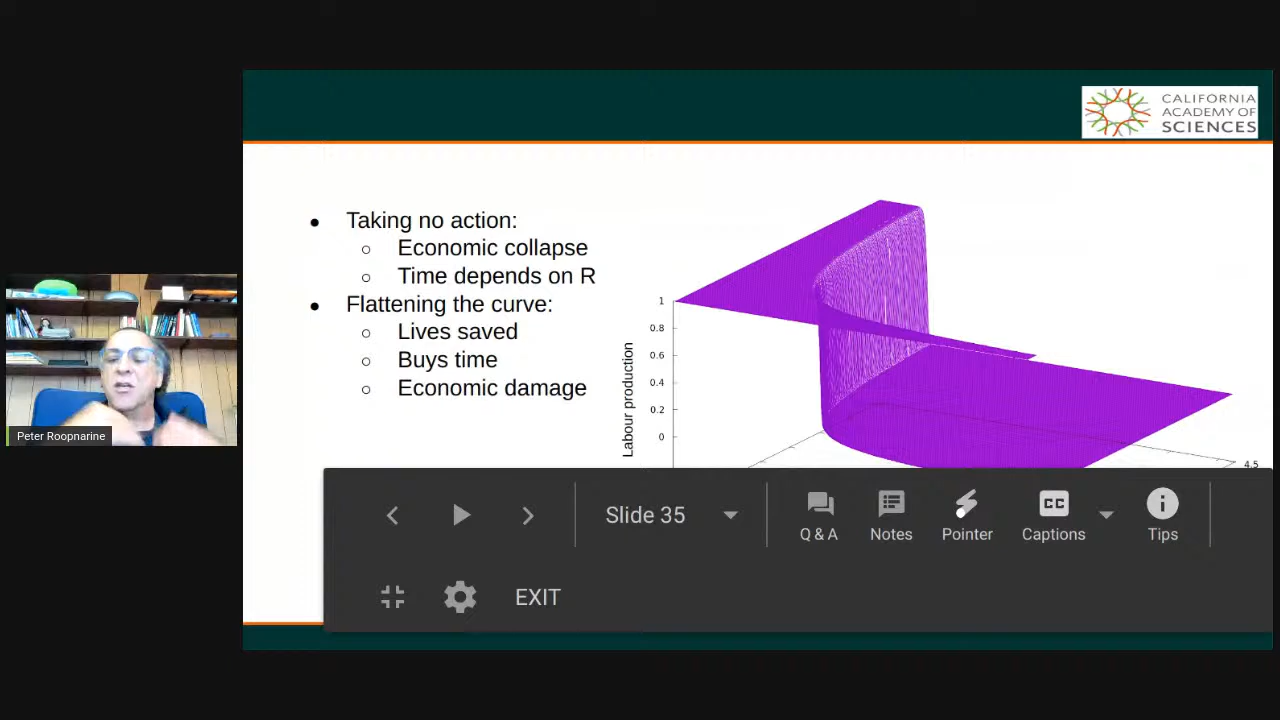 CALIFORNIA
ACADEMY OF
SCIENCES
● Taking no action:
○ Economic collapse
○ Time depends on R
● Flattening the curve:
○ Lives saved
○ Buys time
○ Economic damage
1
0.8
0.6
0.4
0.2
0
Labour production
4.5
Peter Roopnarine
Slide 35
Q & A
Notes
Pointer
CC
Captions
Tips
EXIT